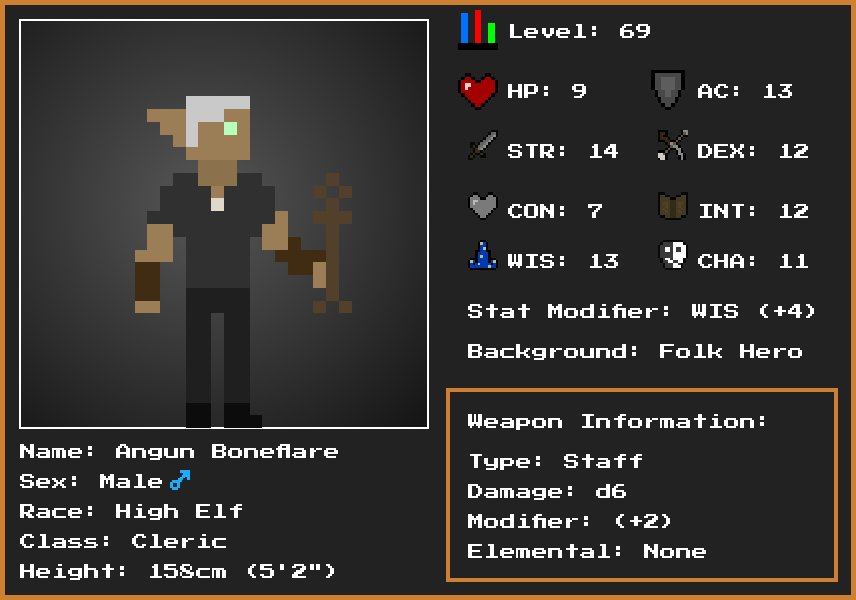 Level: 69
HP: 9 AC: 13
STR: 14 DEX: 12
CON: 7 INT: 12
WIS: 13 CHA: 11
Stat Modifier: WIS (+4)
Background: Folk Hero
Weapon Information:
Type: Staff
Damage: d6
Modifier: (+2)
Elemental: None
Name: Angun Boneflare
Sex: Male♂
Race: High Elf
Class: Cleric
Height: 158cm (5'2")